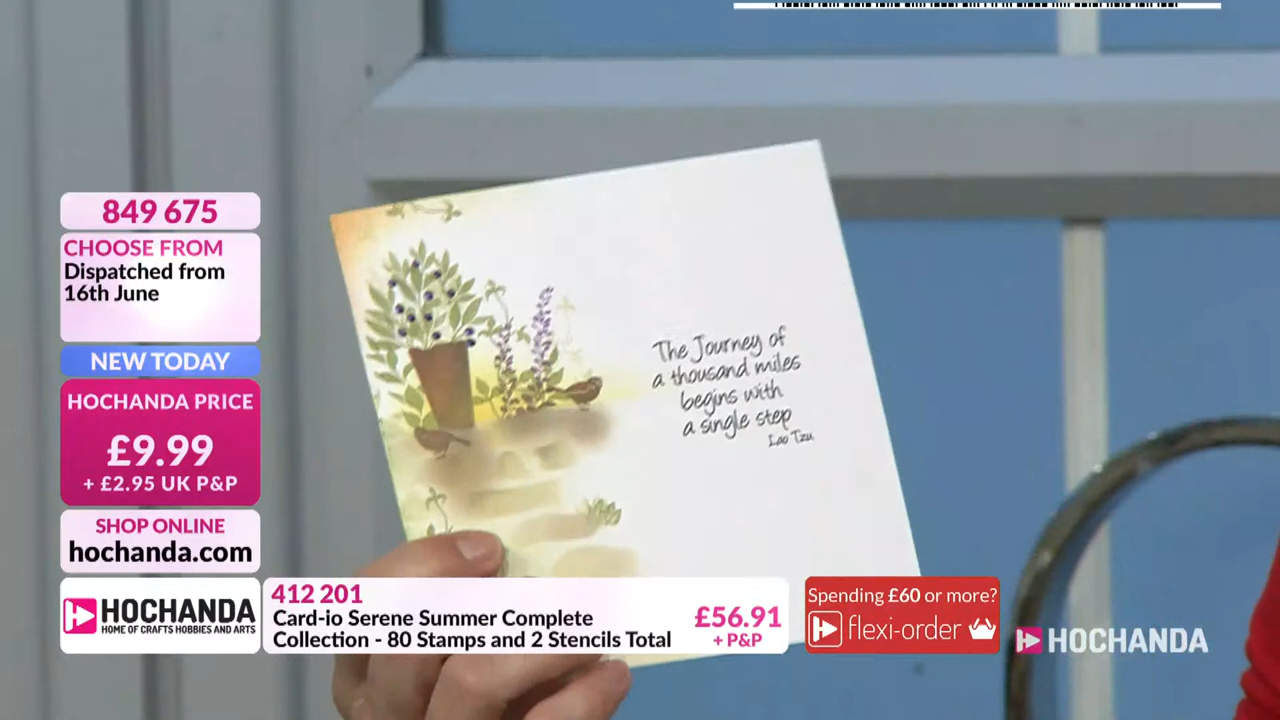 849 675
CHOOSE FROM
Dispatched from
16th June
NEW TODAY
HOCHANDA PRICE
£9.99
+ £2.95 UK P&P
SHOP ONLINE
hochanda.com
The Journey of
a thousand miles
begins with
a single step
Lao Tzu
HOCHANDA
HOME OF CRAFTS HOBBIES AND ARTS
412 201
Card-io Serene Summer Complete
Collection - 80 Stamps and 2 Stencils Total
£56.91
+ P&P
Spending £60 or more?
flexi-order
HOCHANDA